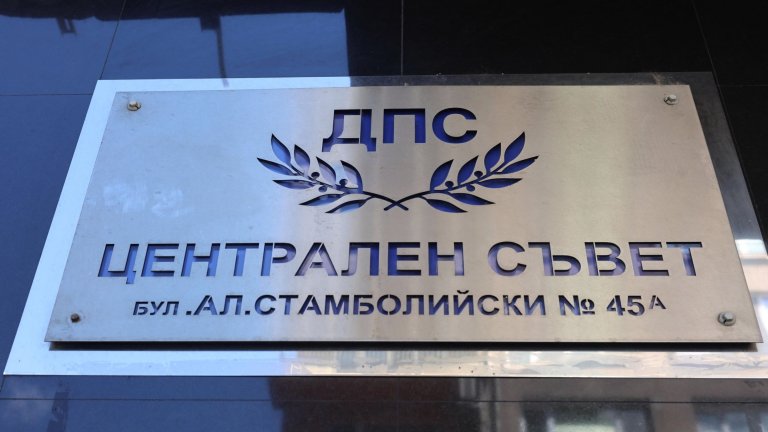 ДПС
ЦЕНТРАЛЕН СЪВЕТ
БУЛ .АЛ.СТАМБОЛИЙСКИ № 45А